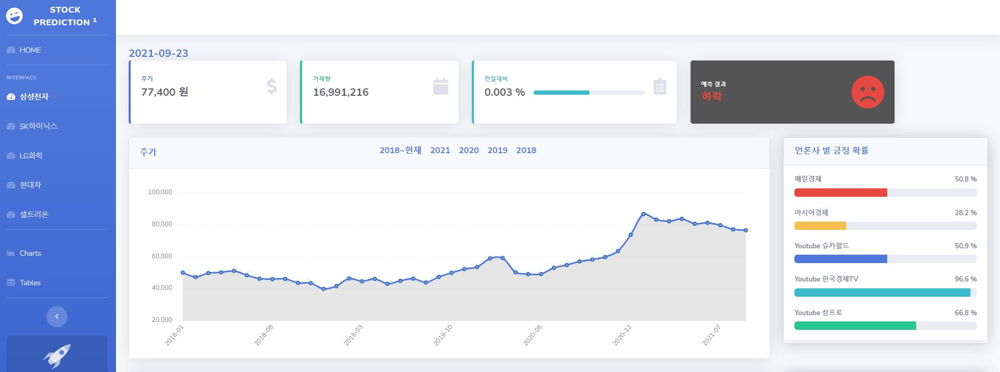 STOCK
PREDICTION 1
HOME
INTERFACE
삼성전자
SK하이닉스
LG화학
현대차
셀트리온
Charts
Tables
2021-09-23
주가
77,400 원
거래량
16,991,216
전일대비
0.003 %
예측 결과
하락
주가
2018~현재 2021 2020 2019 2018
100,000
80,000
60,000
40,000
20,000
2018-01 2018-08 2019-03 2019-10 2020-05 2020-12 2021-07
언론사 별 긍정 확률
매일경제 50.8 %
아시아경제 28.2 %
Youtube 슈카월드 50.9 %
Youtube 한국경제TV 96.6 %
Youtube 삼프로 66.8 %